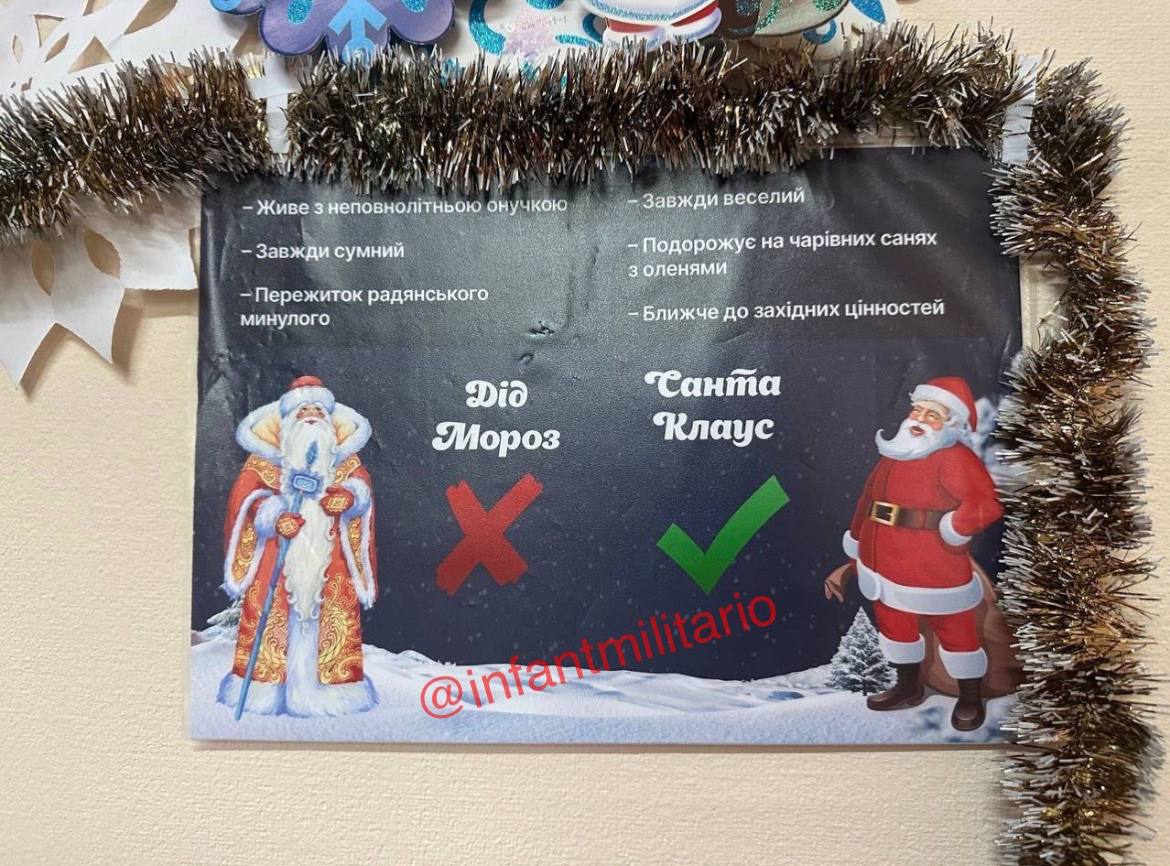 – Живе з неповнолітньою онучкою
– Завжди сумний
– Пережиток радянського
минулого
Дід
Мороз
– Завжди веселий
– Подорожує на чарівних санях
з оленями
– Ближче до західних цінностей
Санта
Клаус
@infantmilitario